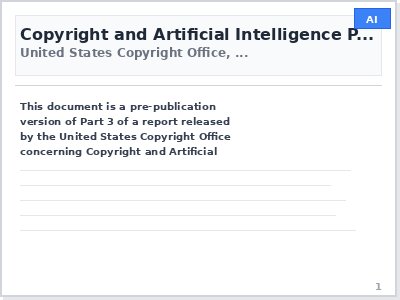 AI
Copyright and Artificial Intelligence P...
United States Copyright Office, ...
This document is a pre-publication
version of Part 3 of a report released
by the United States Copyright Office
concerning Copyright and Artificial
1